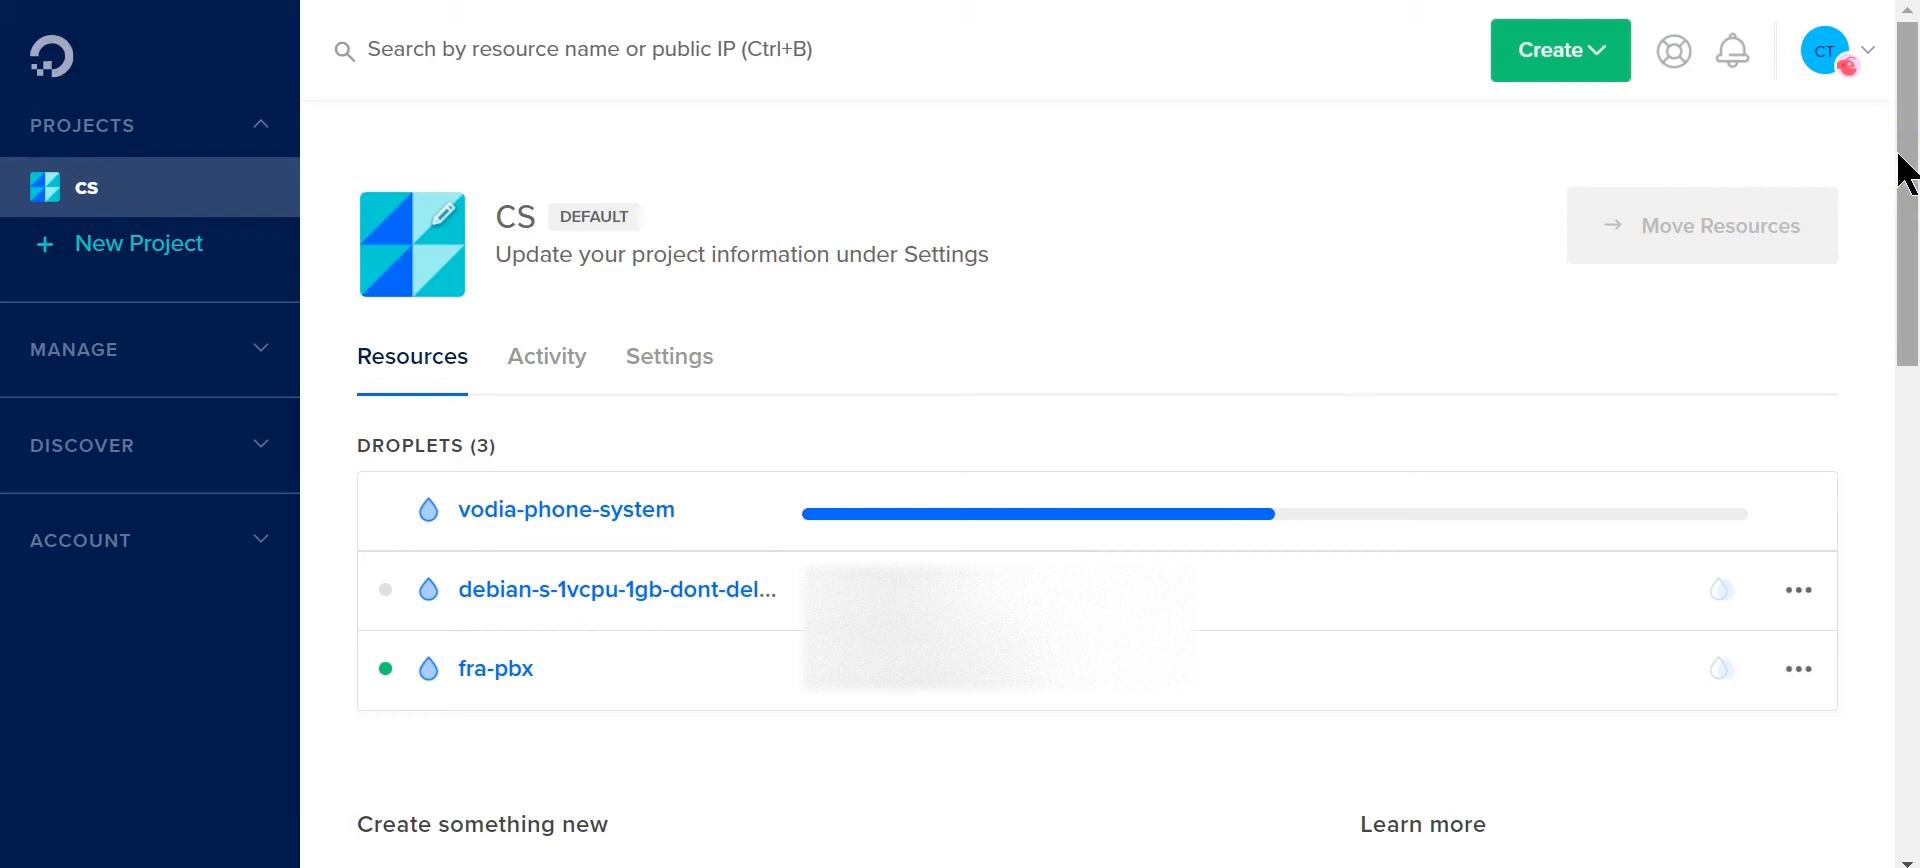 Search by resource name or public IP (Ctrl+B)
Create
CT
PROJECTS
cs
New Project
MANAGE
DISCOVER
ACCOUNT
CS DEFAULT
Update your project information under Settings
Move Resources
Resources Activity Settings
DROPLETS (3)
vodia-phone-system
debian-s-1vcpu-1gb-dont-del...
fra-pbx
Create something new
Learn more